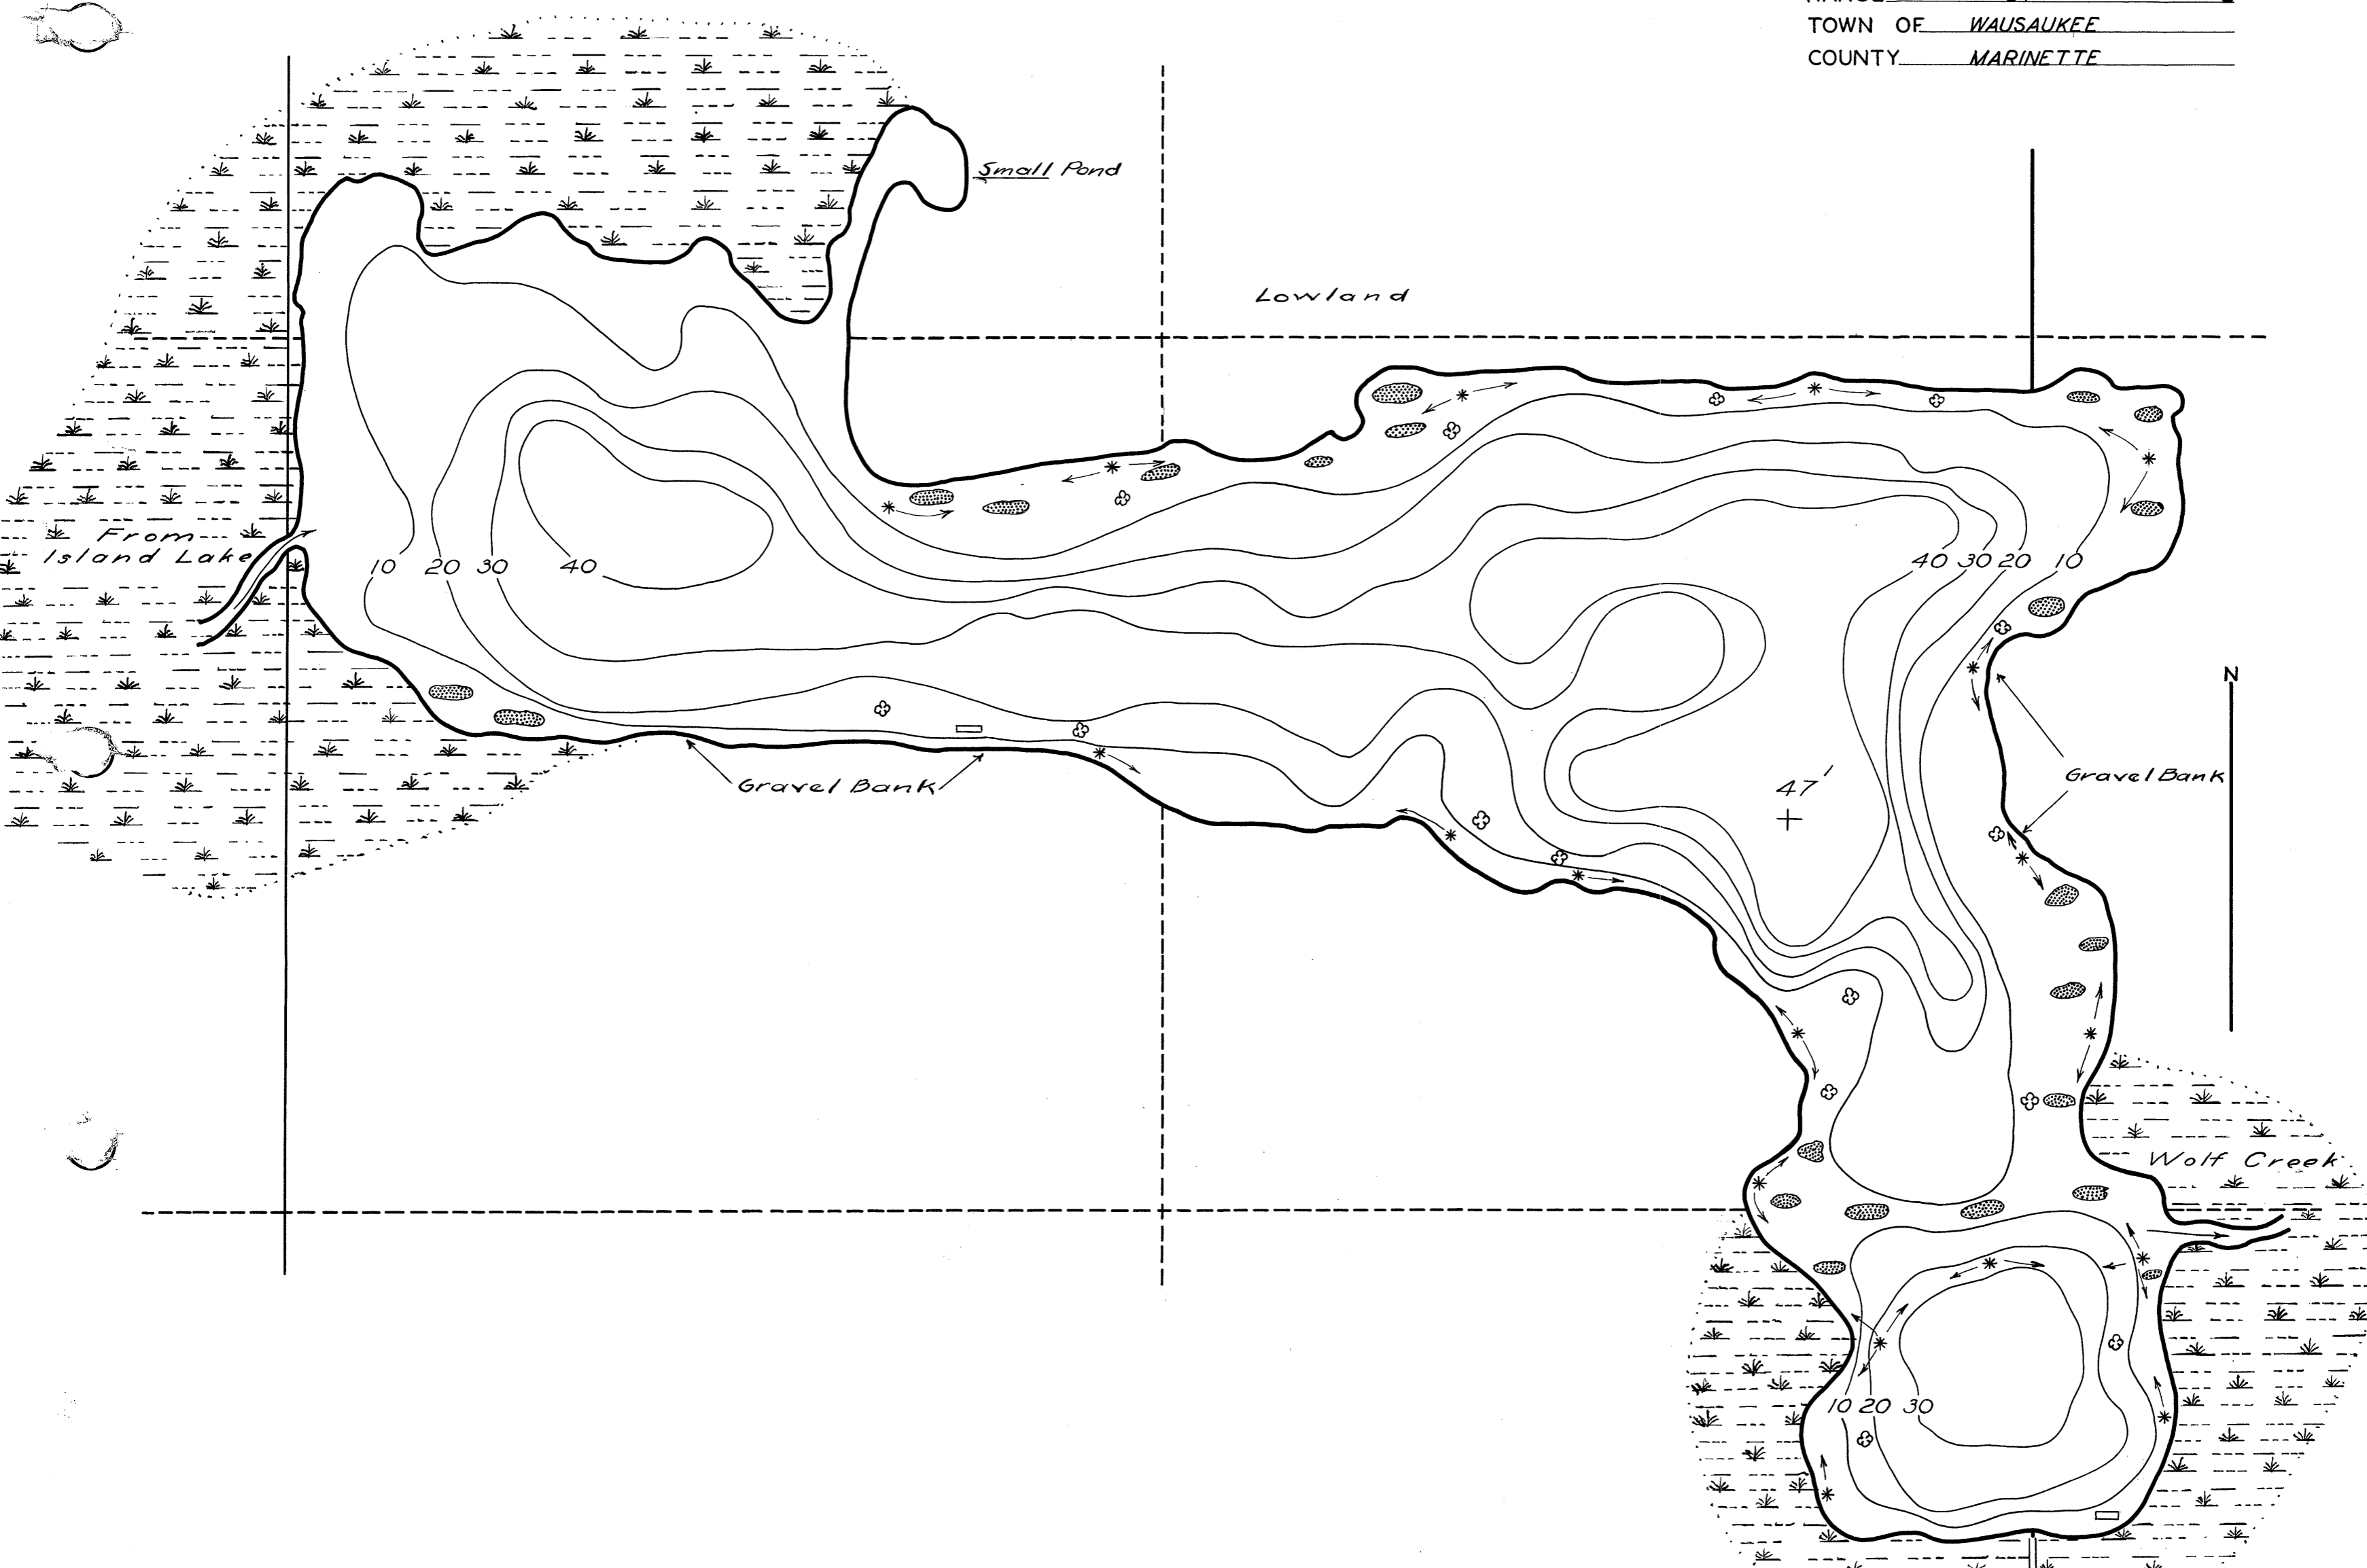 TOWN OF WAUSAUKEE
COUNTY MARINETTE
Small Pond
Lowland
From
Island Lake
10 20 30 40
40 30 20 10
N
47'
Gravel Bank
Gravel Bank
Wolf Creek
10 20 30